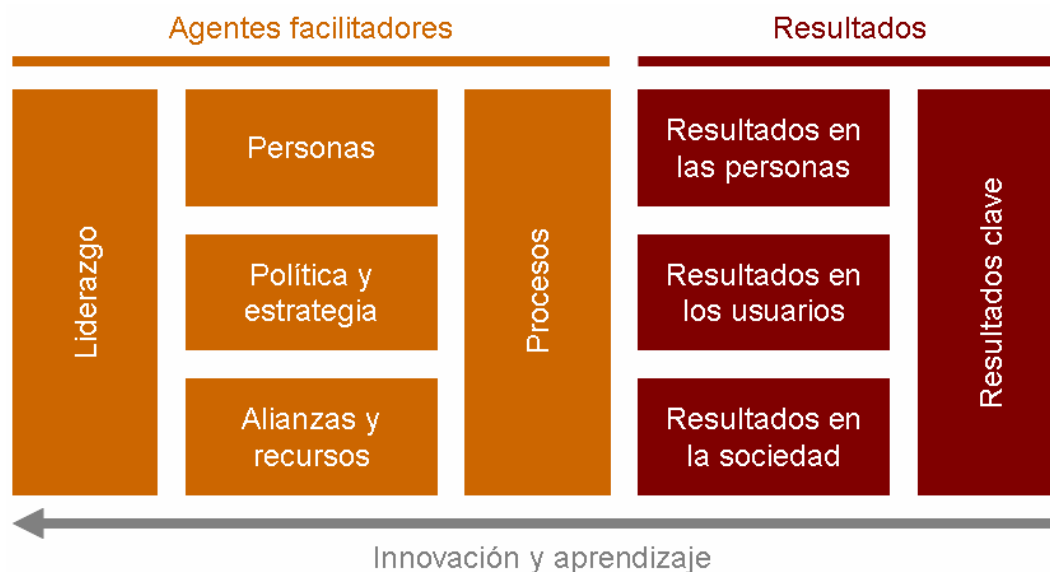 Agentes facilitadores
Resultados
Liderazgo
Personas
Política y
estrategia
Alianzas y
recursos
Procesos
Resultados en
las personas
Resultados en
los usuarios
Resultados en
la sociedad
Resultados clave
Innovación y aprendizaje